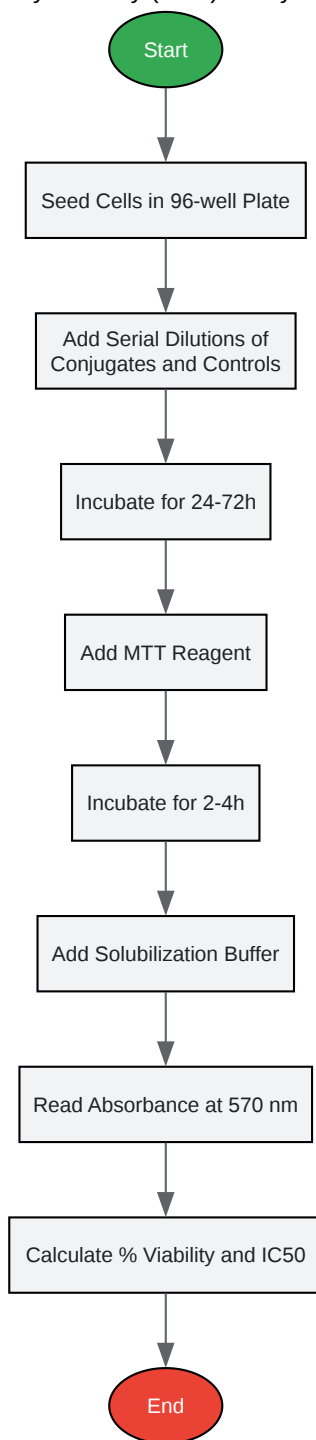 Start
Seed Cells in 96-well Plate
Add Serial Dilutions of
Conjugates and Controls
Incubate for 24-72h
Add MTT Reagent
Incubate for 2-4h
Add Solubilization Buffer
Read Absorbance at 570 nm
Calculate % Viability and IC50
End